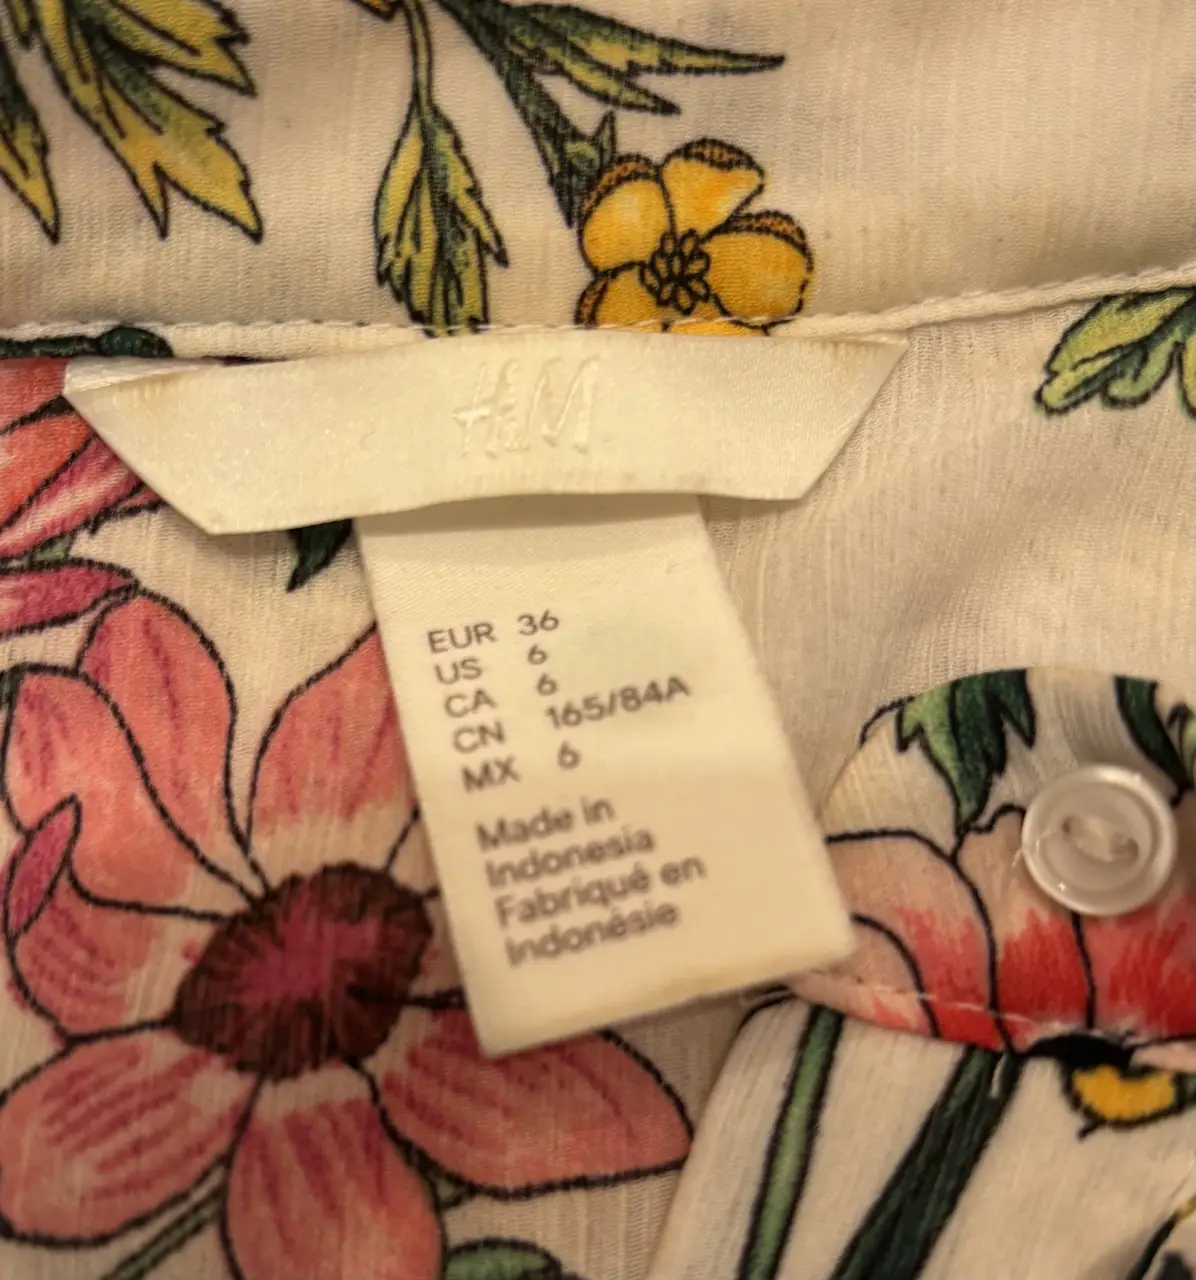 H&M
EUR 36
US 6
CA 6
CN 165/84A
MX 6
Made in
Indonesia
Fabriqué en
Indonésie